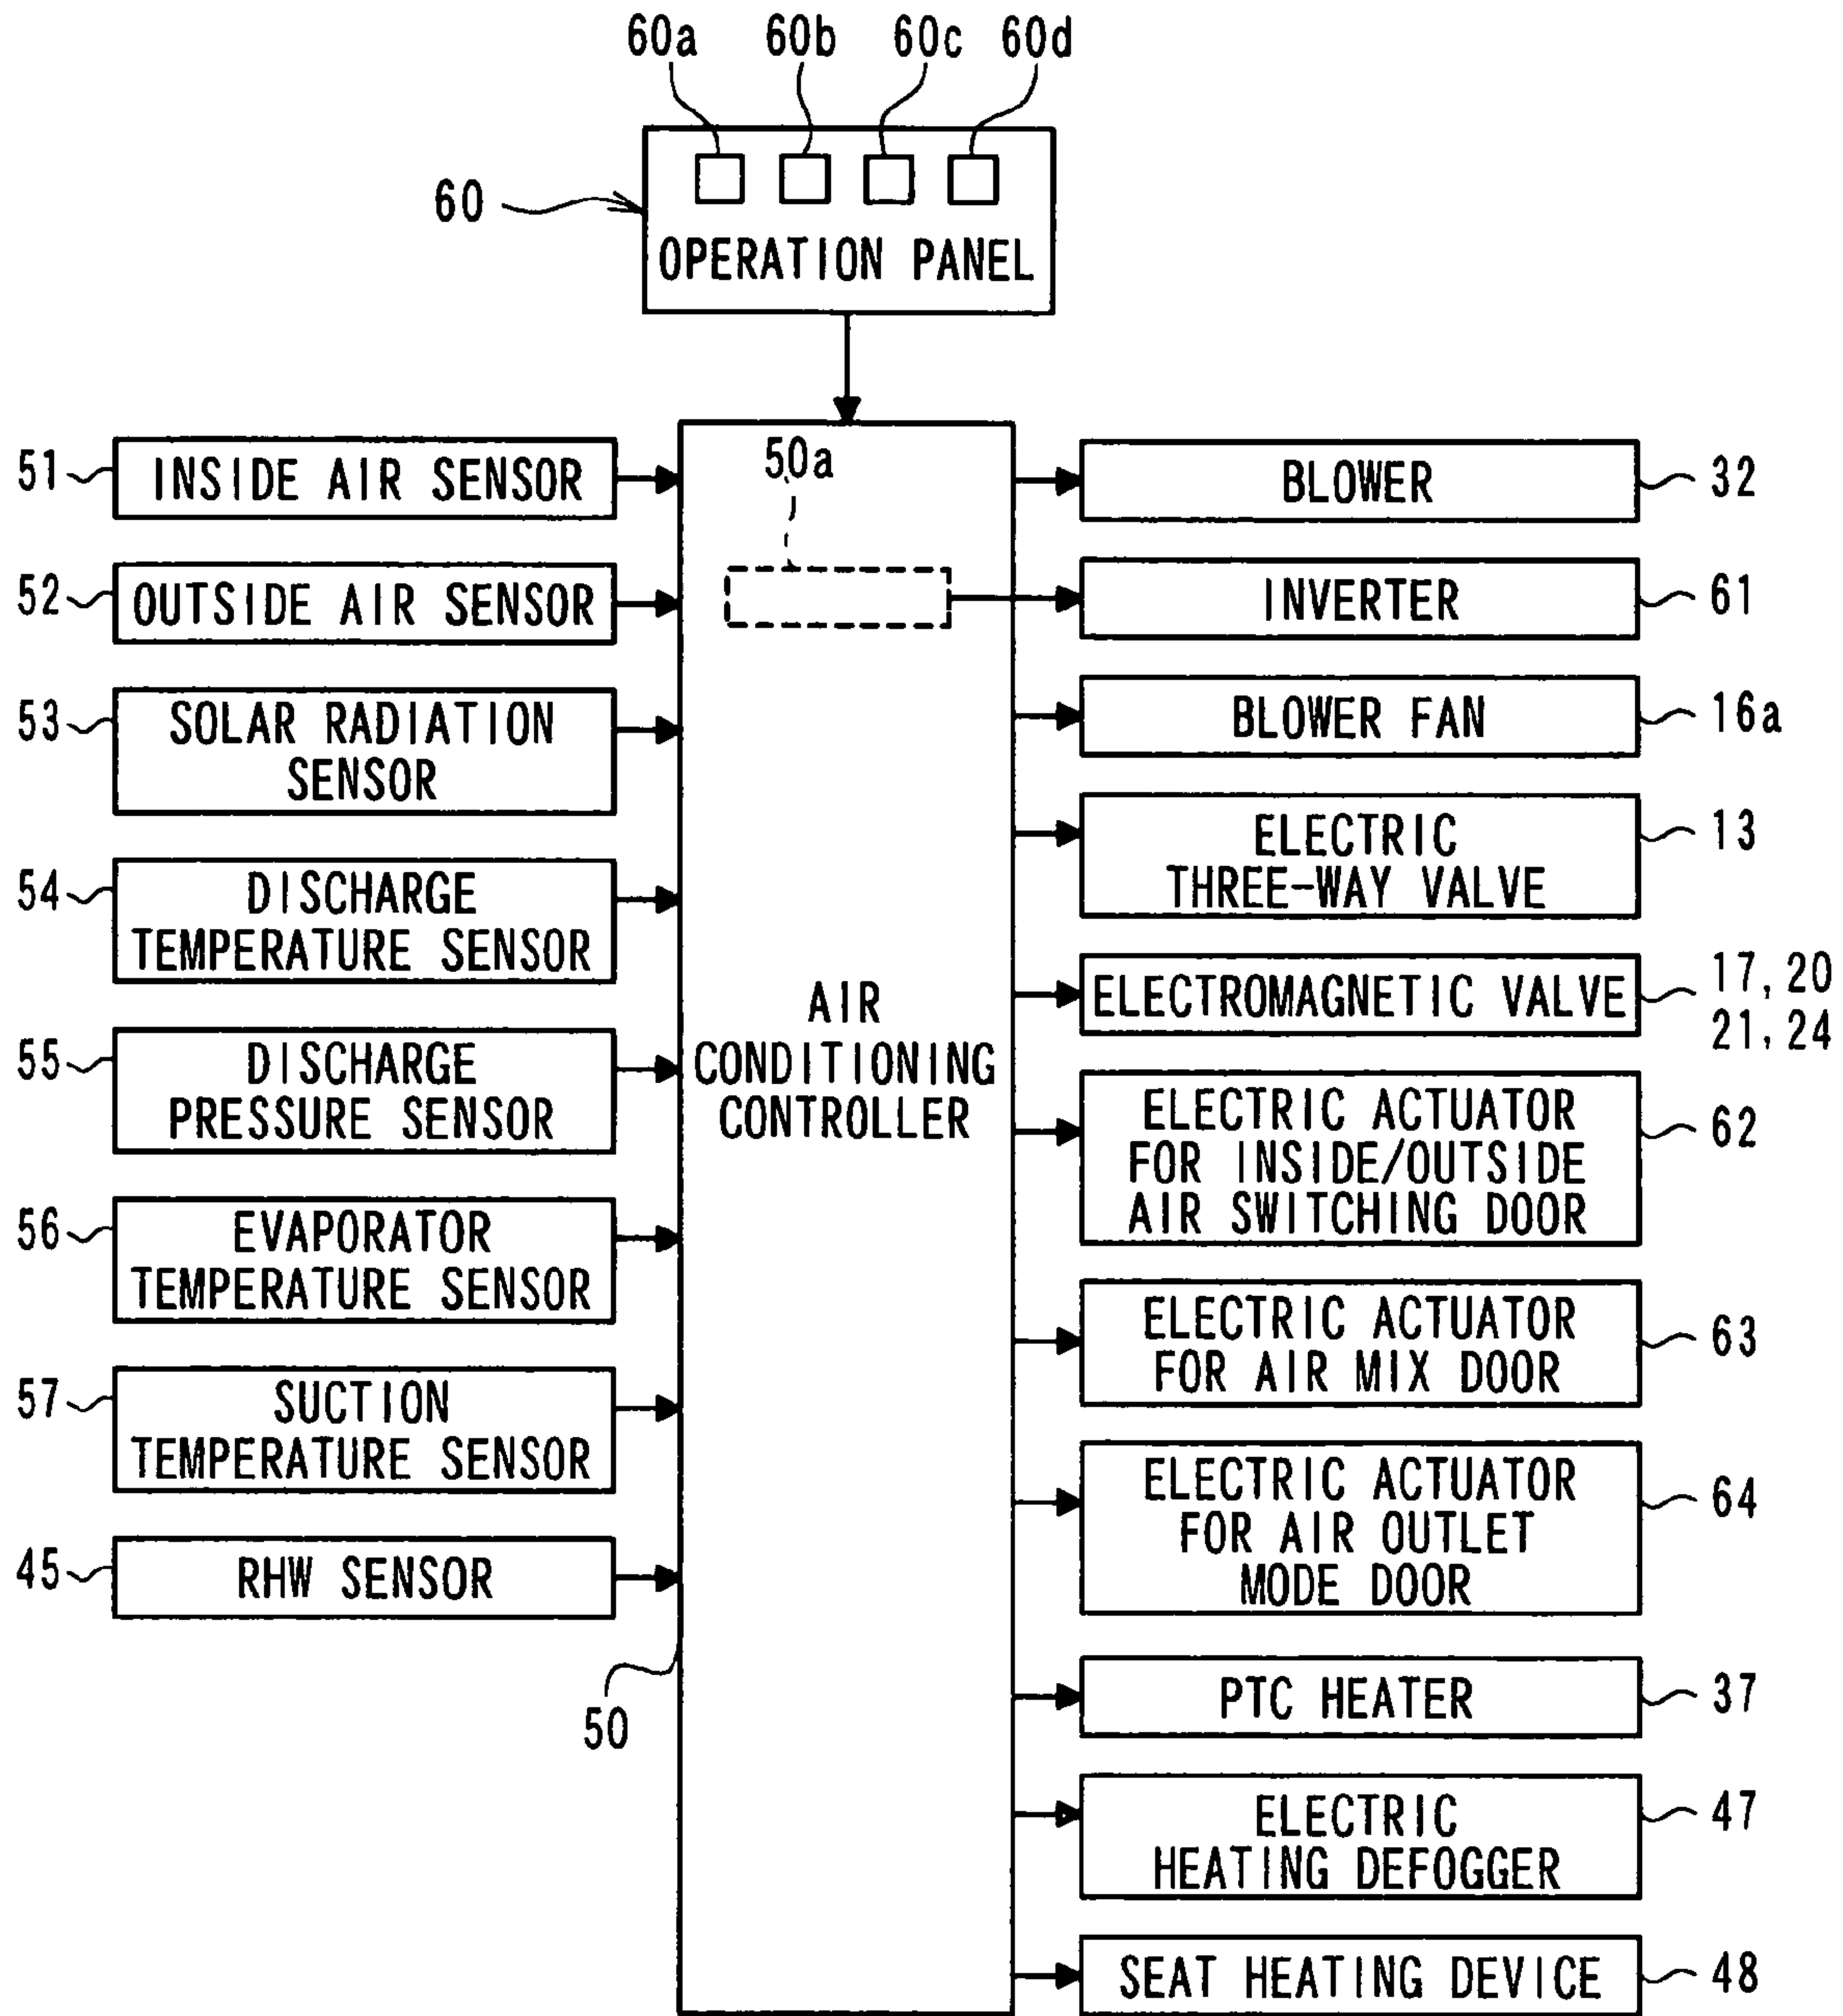 60a 60b 60c 60d
60
OPERATION PANEL
50a
51
INSIDE AIR SENSOR
52
OUTSIDE AIR SENSOR
53
SOLAR RADIATION
SENSOR
54
DISCHARGE
TEMPERATURE SENSOR
55
DISCHARGE
PRESSURE SENSOR
56
EVAPORATOR
TEMPERATURE SENSOR
57
SUCTION
TEMPERATURE SENSOR
45
RHW SENSOR
50
AIR
CONDITIONING
CONTROLLER
BLOWER
32
INVERTER
61
BLOWER FAN
16a
ELECTRIC
THREE-WAY VALVE
13
ELECTROMAGNETIC VALVE
17, 20
21, 24
ELECTRIC ACTUATOR
FOR INSIDE/OUTSIDE
AIR SWITCHING DOOR
62
ELECTRIC ACTUATOR
FOR AIR MIX DOOR
63
ELECTRIC ACTUATOR
FOR AIR OUTLET
MODE DOOR
64
PTC HEATER
37
ELECTRIC
HEATING DEFOGGER
47
SEAT HEATING DEVICE
48